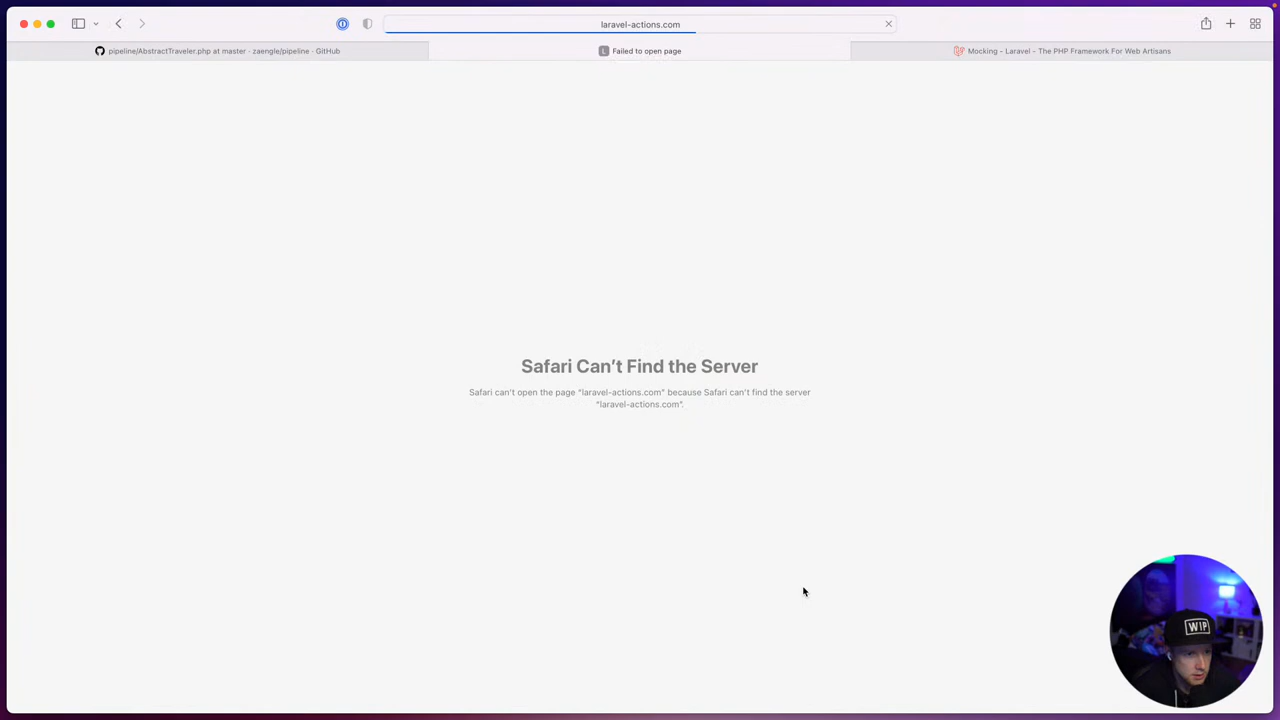 laravel-actions.com
pipeline/AbstractTraveler.php at master · zaengle/pipeline · GitHub
L Failed to open page
Mocking - Laravel - The PHP Framework For Web Artisans
Safari Can't Find the Server
Safari can't open the page "laravel-actions.com" because Safari can't find the server
"laravel-actions.com".
WIP